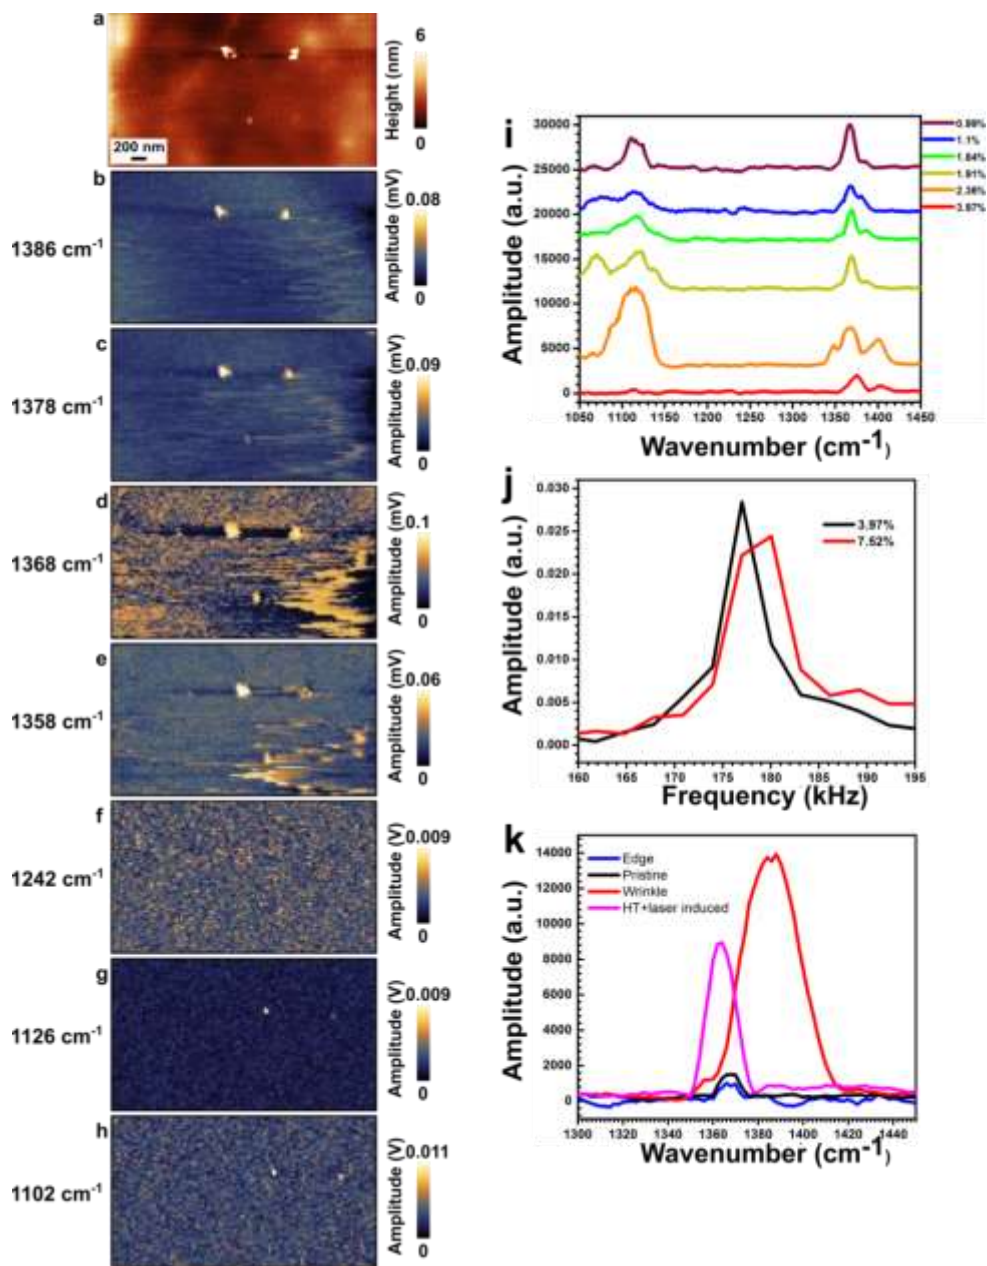 a
6
Height (nm)
0
200 nm
b
1386 cm-1
0.08
Amplitude (mV)
0
c
1378 cm-1
0.09
Amplitude (mV)
0
d
1368 cm-1
0.1
Amplitude (mV)
0
e
1358 cm-1
0.06
Amplitude (mV)
0
f
1242 cm-1
0.009
Amplitude (V)
0
g
1126 cm-1
0.009
Amplitude (V)
0
h
1102 cm-1
0.011
Amplitude (V)
0
i
30000
25000
20000
15000
10000
5000
0
Amplitude (a.u.)
1050 1100 1150 1200 1250 1300 1350 1400 1450
Wavenumber (cm-1)
0.99%
1.1%
1.84%
1.91%
2.36%
3.97%
j
0.030
0.025
0.020
0.015
0.010
0.005
0.000
Amplitude (a.u.)
3.97%
7.52%
160 165 170 175 180 185 190 195
Frequency (kHz)
k
14000
12000
10000
8000
6000
4000
2000
0
Amplitude (a.u.)
Edge
Pristine
Wrinkle
HT+laser induced
1300 1320 1340 1360 1380 1400 1420 1440
Wavenumber (cm-1)